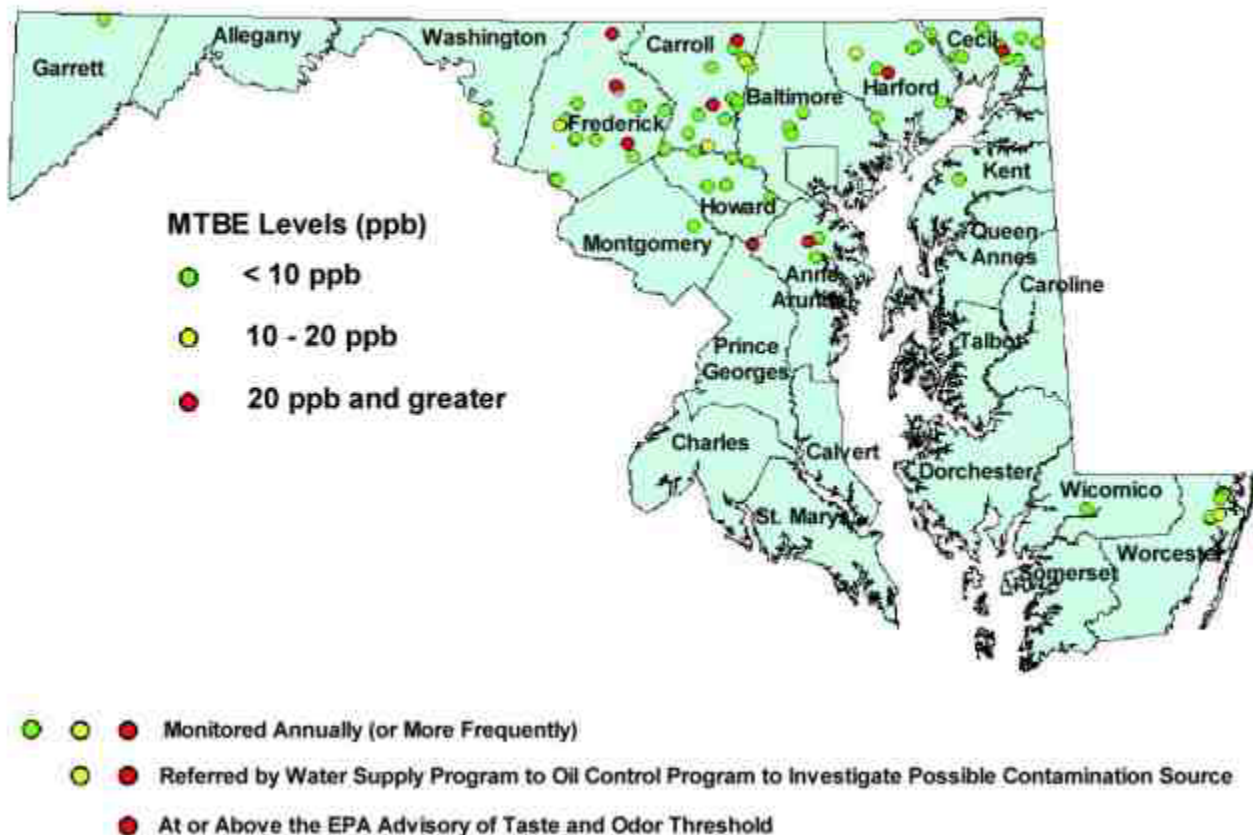 Garrett
Allegany
Washington
Carroll
Cecil
Harford
Baltimore
Frederick
Kent
Howard
Montgomery
Queen
Annes
Anne
Arundel
Caroline
Talbot
Prince
Georges
Charles
Calvert
Dorchester
Wicomico
St. Marys
Worcester
Somerset
MTBE Levels (ppb)
< 10 ppb
10 - 20 ppb
20 ppb and greater
Monitored Annually (or More Frequently)
Referred by Water Supply Program to Oil Control Program to Investigate Possible Contamination Source
At or Above the EPA Advisory of Taste and Odor Threshold